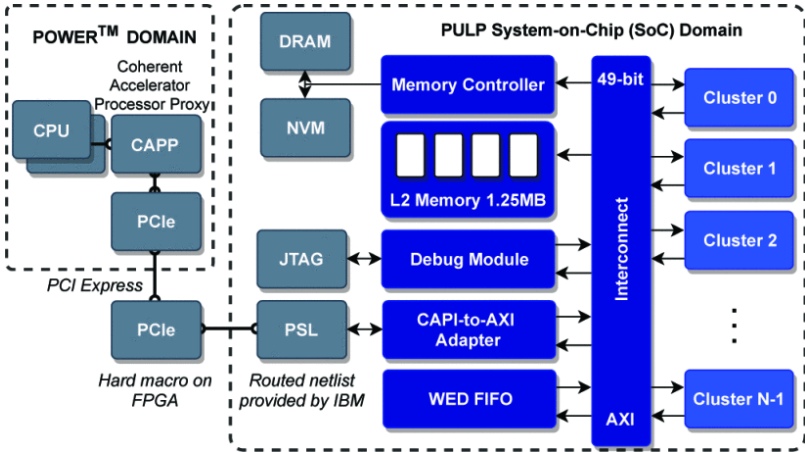 POWER™ DOMAIN
Coherent
Accelerator
Processor Proxy
CPU
CAPP
PCIe
PCI Express
PCIe
Hard macro on
FPGA
PULP System-on-Chip (SoC) Domain
DRAM
NVM
Memory Controller
L2 Memory 1.25MB
JTAG
Debug Module
PSL
Routed netlist
provided by IBM
CAPI-to-AXI
Adapter
WED FIFO
49-bit
Interconnect
AXI
Cluster 0
Cluster 1
Cluster 2
Cluster N-1